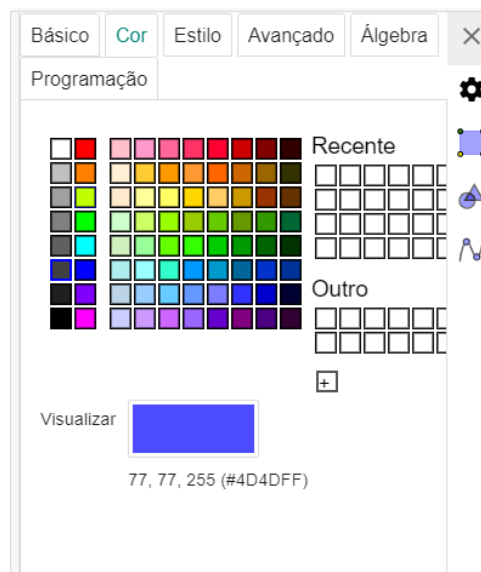 Básico Cor Estilo Avançado Álgebra
Programação
Recente
Outro
+
Visualizar
77, 77, 255 (#4D4DFF)